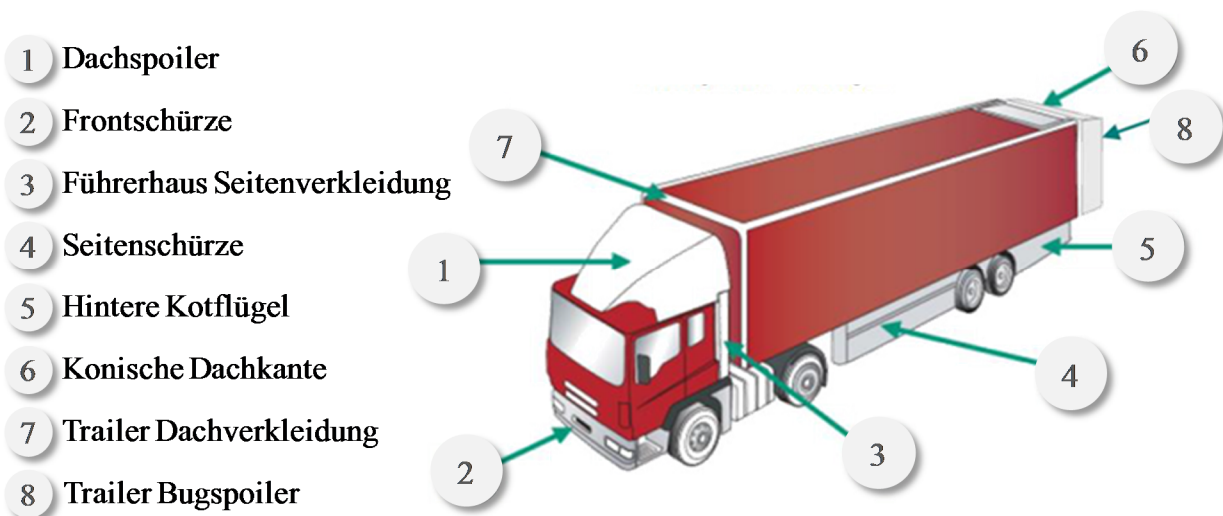 1 Dachspoiler
2 Frontschürze
3 Führerhaus Seitenverkleidung
4 Seitenschürze
5 Hintere Kotflügel
6 Konische Dachkante
7 Trailer Dachverkleidung
8 Trailer Bugspoiler
6
8
7
5
1
4
3
2